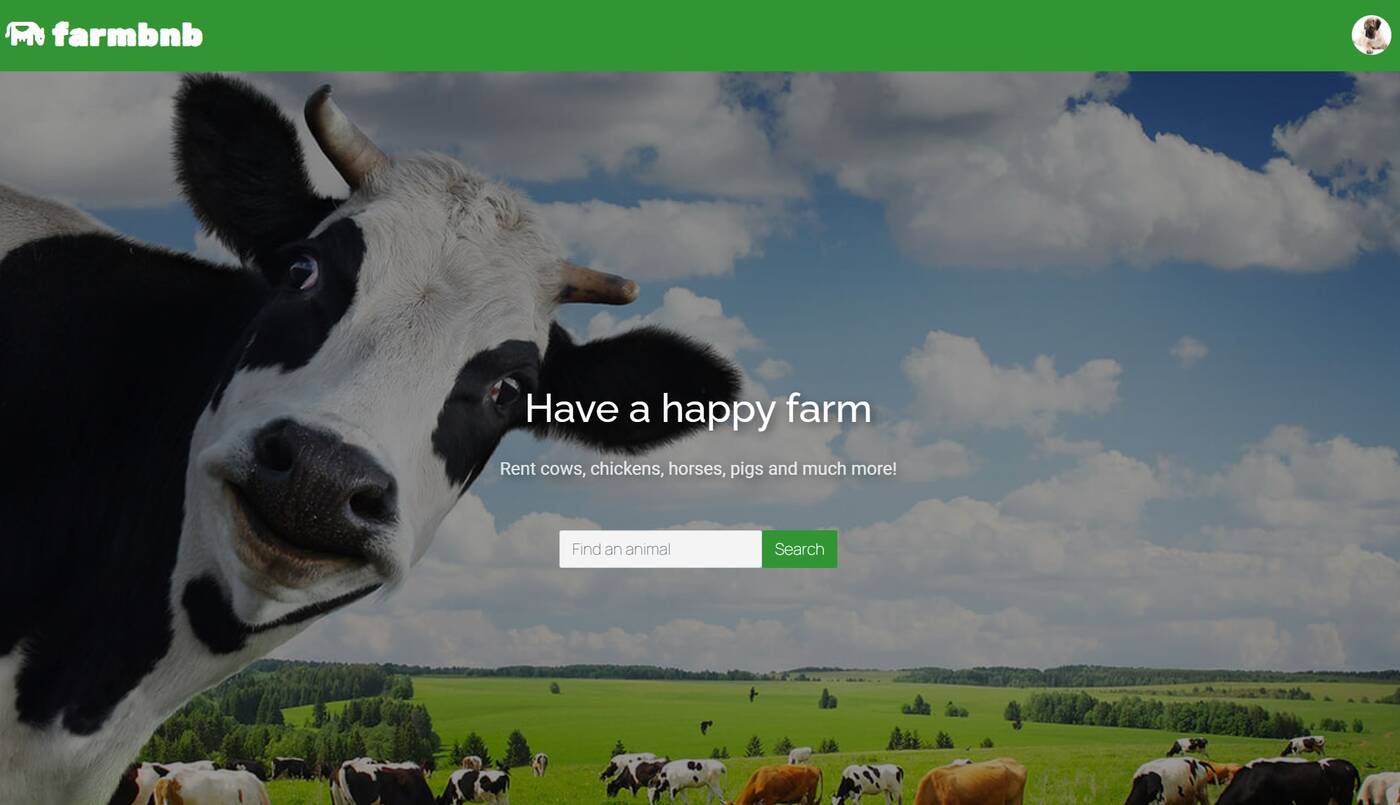 farmbnb
Have a happy farm
Rent cows, chickens, horses, pigs and much more!
Find an animal
Search